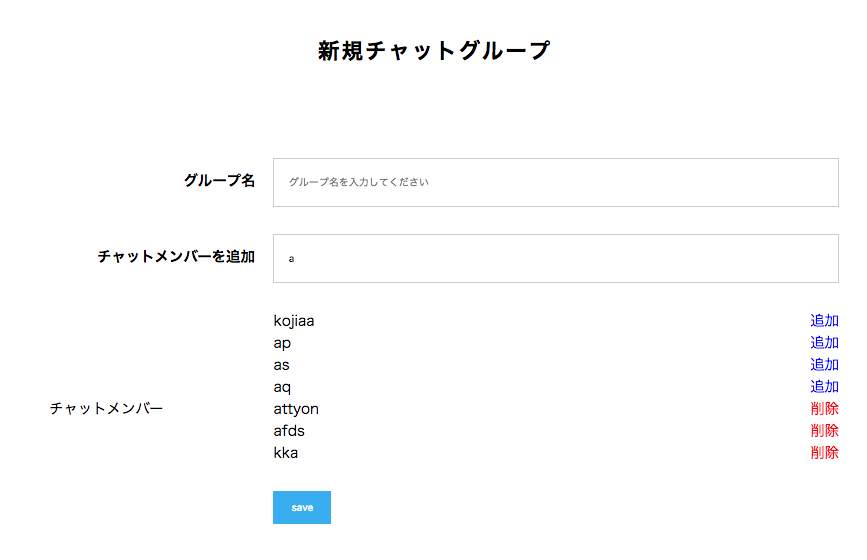 新規チャットグループ
グループ名
グループ名を入力してください
チャットメンバーを追加
a
kojiaa 追加
ap 追加
as 追加
aq 追加
チャットメンバー attyon 削除
afds 削除
kka 削除
save